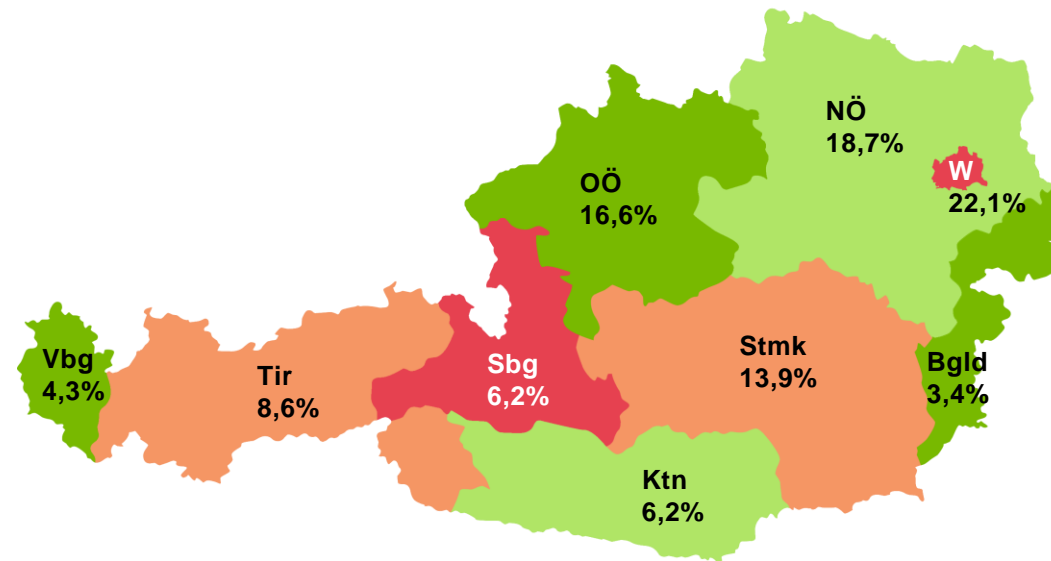 NÖ
18,7%
W
22,1%
OÖ
16,6%
Vbg
4,3%
Tir
8,6%
Sbg
6,2%
Stmk
13,9%
Bgld
3,4%
Ktn
6,2%